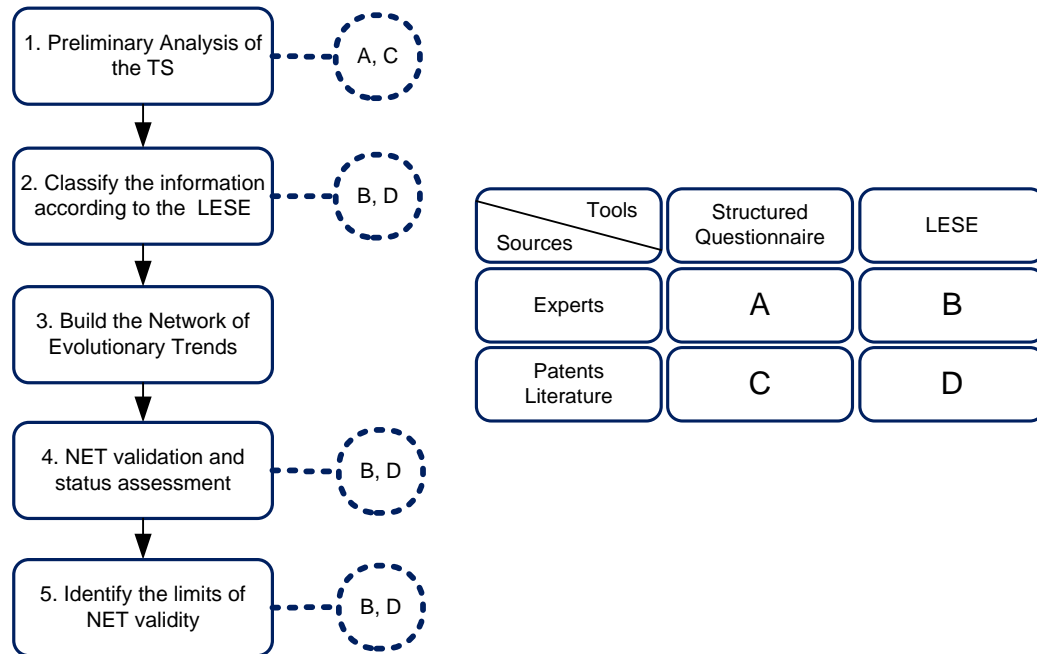 1. Preliminary Analysis of
the TS
A, C
2. Classify the information
according to the LESE
B, D
3. Build the Network of
Evolutionary Trends
4. NET validation and
status assessment
B, D
5. Identify the limits of
NET validity
B, D
Tools
Sources
Structured
Questionnaire
LESE
Experts
A
B
Patents
Literature
C
D